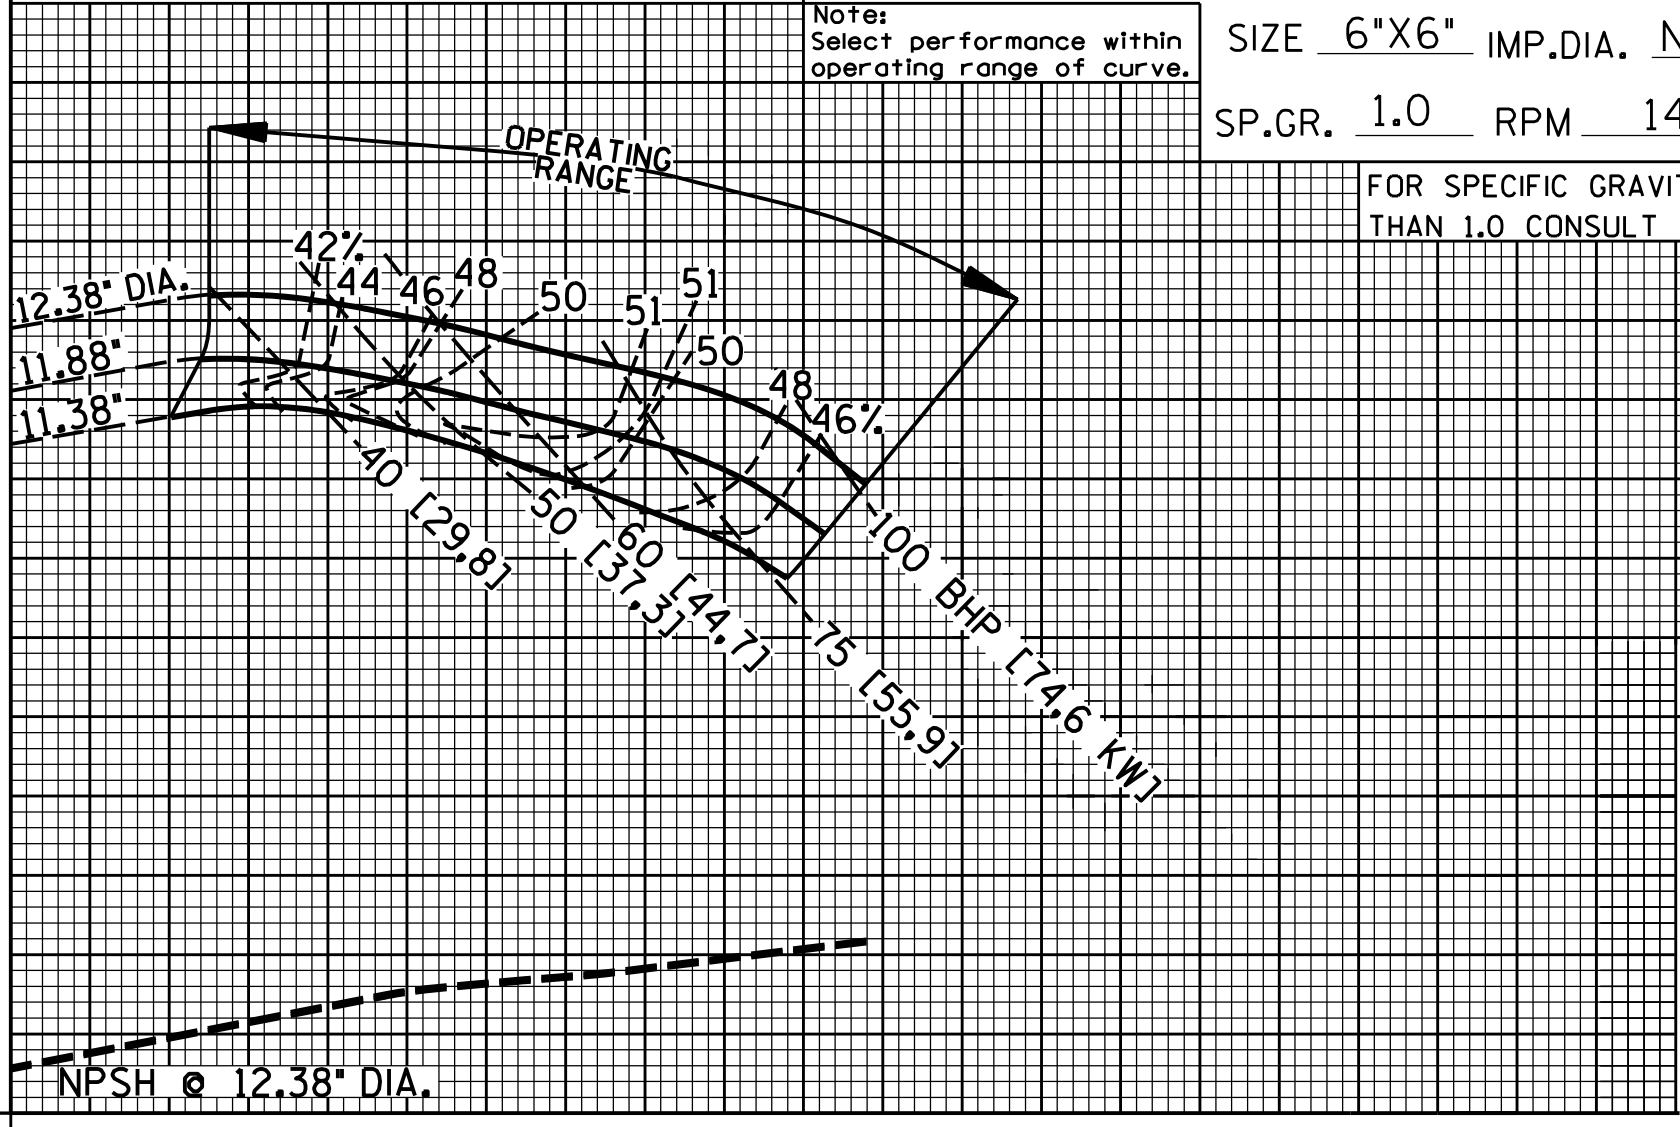 Note:
Select performance within
operating range of curve.
SIZE 6"X6" IMP.DIA.
SP.GR. 1.0 RPM 14
FOR SPECIFIC
THAN 1.0 CONSULT
OPERATING
RANGE
42%
44
46
48
50
51
51
50
48
46%
12.38" DIA.
11.88"
11.38"
40 [29,8]
50 [37,3]
60 [44,7]
75 [55,9]
100 BHP [74,6 KW]
NPSH @ 12.38" DIA.